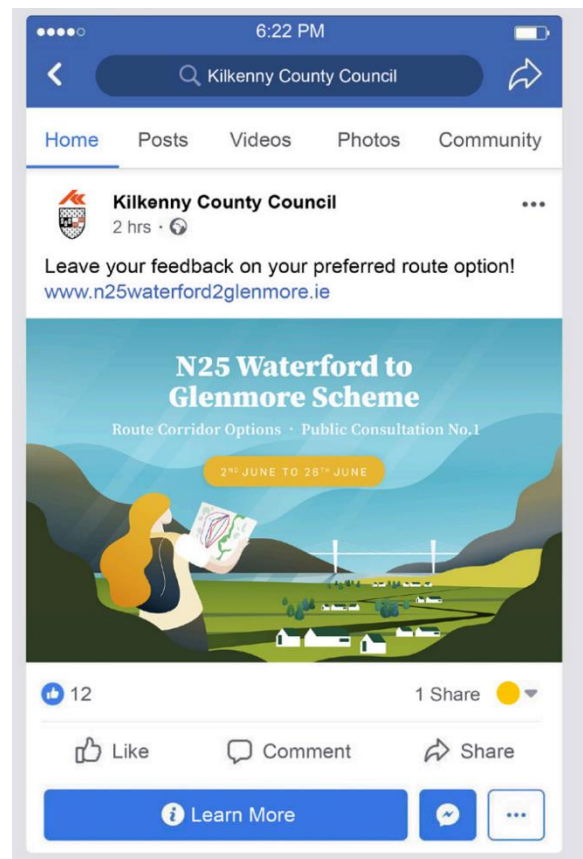 6:22 PM
Kilkenny County Council
Home Posts Videos Photos Community
Kilkenny County Council
2 hrs ·
Leave your feedback on your preferred route option!
www.n25waterford2glenmore.ie
N25 Waterford to
Glenmore Scheme
Route Corridor Options · Public Consultation No.1
2ND JUNE TO 26TH JUNE
12 1 Share
Like Comment Share
Learn More